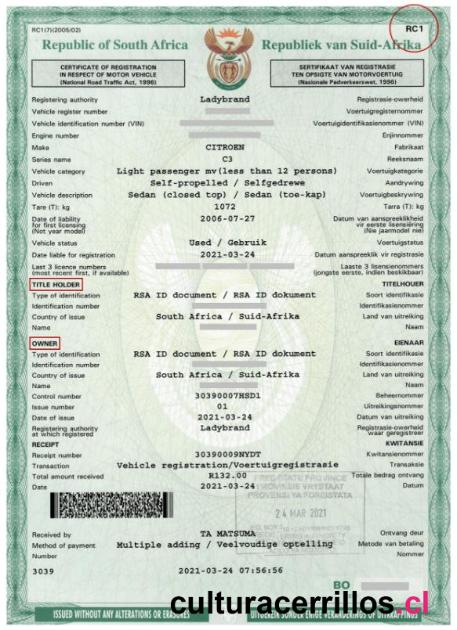 RC1(7)(2005/02)
RC1
Republic of South Africa Republiek van Suid-Afrika
CERTIFICATE OF REGISTRATION SERTIFIKAAT VAN REGISTRASIE
IN RESPECT OF MOTOR VEHICLE TEN OPSIGTE VAN MOTORVOERTUIG
(National Road Traffic Act, 1996) (Nasionale Padverkeerswet, 1996)
Registering authority Ladybrand Registrasie-owerheid
Vehicle register number Voertuigregisternommer
Vehicle identification number (VIN) Voertuigidentifikasienommer (VIN)
Engine number Enjinnommer
Make CITROEN Fabrikaat
Series name C3 Reeksnaam
Vehicle category Light passenger mv(less than 12 persons) Voertuigkategorie
Driven Self-propelled / Selfgedrewe Aandrywing
Vehicle description Sedan (closed top) / Sedan (toe-kap) Voertuigbeskrywing
Tare (T): kg 1072 Tarra (T): kg
Date of liability 2006-07-27 Datum van aanspreeklikheid
for first licensing vir eerste lisensiëring
(Not year model) (Nie jaarmodel nie)
Vehicle status Used / Gebruik Voertuigstatus
Date liable for registration 2021-03-24 Datum van aanspreeklikheid vir registrasie
Last 3 licence numbers Laaste 3 lisensienommers
(most recent first, if available) (jongste eerste, indien beskikbaar)
TITLE HOLDER TITELHOUER
Type of identification RSA ID document / RSA ID dokument Soort identifikasie
Identification number Identifikasienommer
Country of issue South Africa / Suid-Afrika Land van uitreiking
Name Naam
OWNER EIENAAR
Type of identification RSA ID document / RSA ID dokument Soort identifikasie
Identification number Identifikasienommer
Country of issue South Africa / Suid-Afrika Land van uitreiking
Name Naam
Control number 30390007HSD1 Beheernommer
Issue number 01 Uitreikingsnommer
Date of issue 2021-03-24 Datum van uitreiking
Registering authority Ladybrand Registrasie-owerheid
at which registered waar geregistreer
RECEIPT KWITANSIE
Receipt number 30390009NYDT Kwitansienommer
Transaction Vehicle registration/Voertuigregistrasie Transaksie
Total amount received R132.00 Totale bedrag ontvang
Date 2021-03-24 Datum
FREE STATE PROVINCE
PROVINSIE VRYSTAAT
24 MAR 2021
Received by TA MATSUMA Ontvang deur
Method of payment Multiple adding / Veelvoudige optelling Metode van betaling
Number Nommer
3039 2021-03-24 07:56:56
BO
ISSUED WITHOUT ANY ALTERATIONS OR ERASURES UITGEREIK SONDER ENIGE VERANDERINGS OF UITKRAPPINGS
culturacerrillos.cl